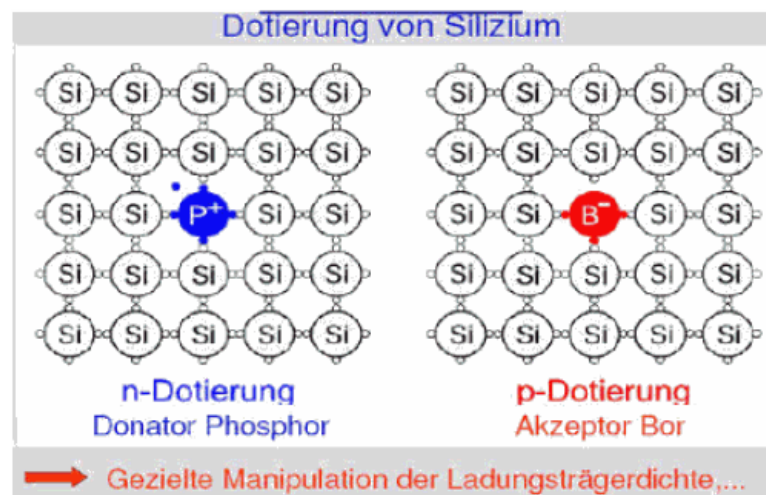 Dotierung von Silizium
Si Si Si Si Si
Si Si Si Si Si
Si Si P+ Si Si
Si Si Si Si Si
Si Si Si Si Si
n-Dotierung
Donator Phosphor
Si Si Si Si Si
Si Si Si Si Si
Si Si B- Si Si
Si Si Si Si Si
Si Si Si Si Si
p-Dotierung
Akzeptor Bor
Gezielte Manipulation der Ladungsträgerdichte,...